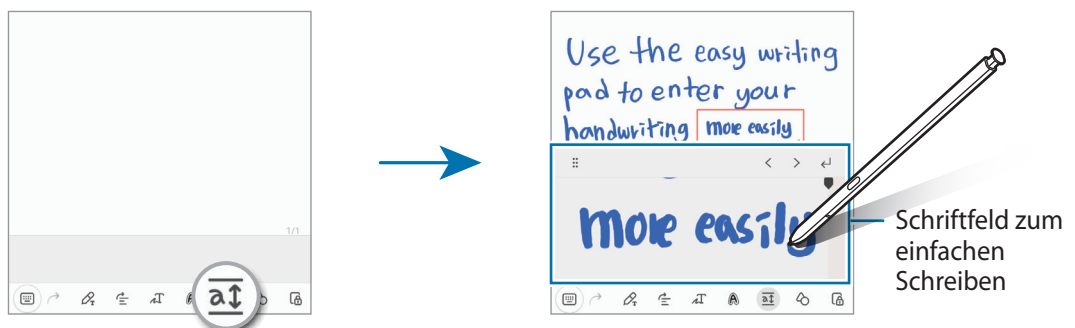 1/1
a
Use the easy writing
pad to enter your
handwriting more easily
more easily
Schriftfeld zum
einfachen
Schreiben